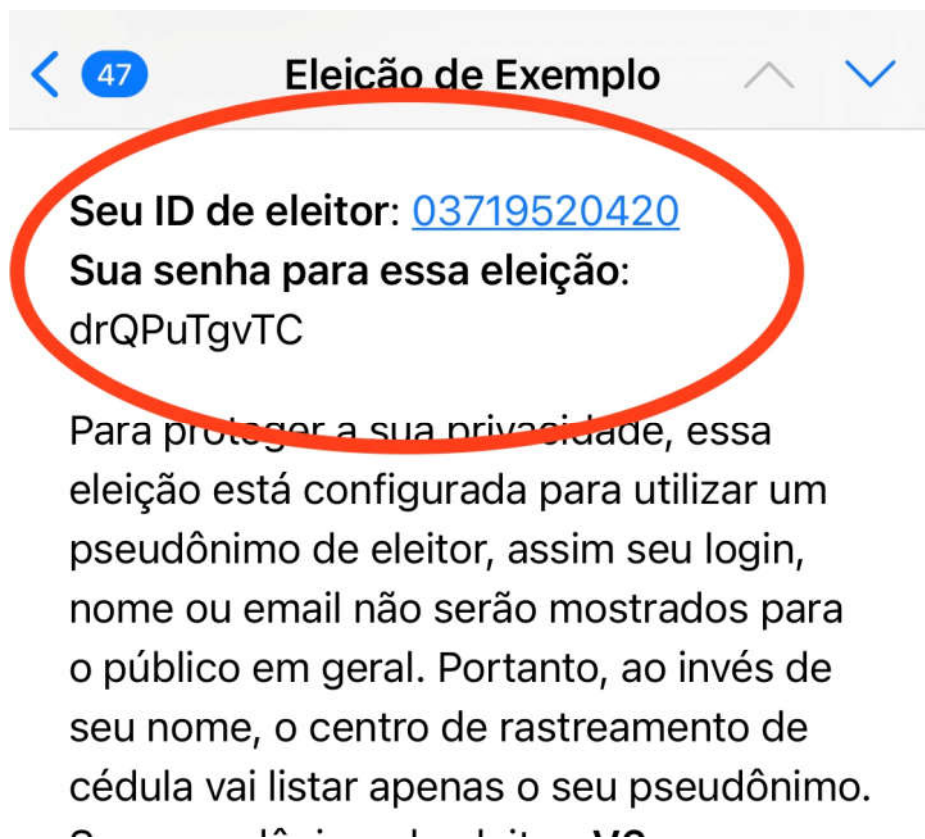 47
Eleicão de Exemplo
Seu ID de eleitor: 03719520420
Sua senha para essa eleição:
drQPuTgvTC
Para proteger a sua privacidade, essa
eleição está configurada para utilizar um
pseudônimo de eleitor, assim seu login,
nome ou email não serão mostrados para
o público em geral. Portanto, ao invés de
seu nome, o centro de rastreamento de
cédula vai listar apenas o seu pseudônimo.